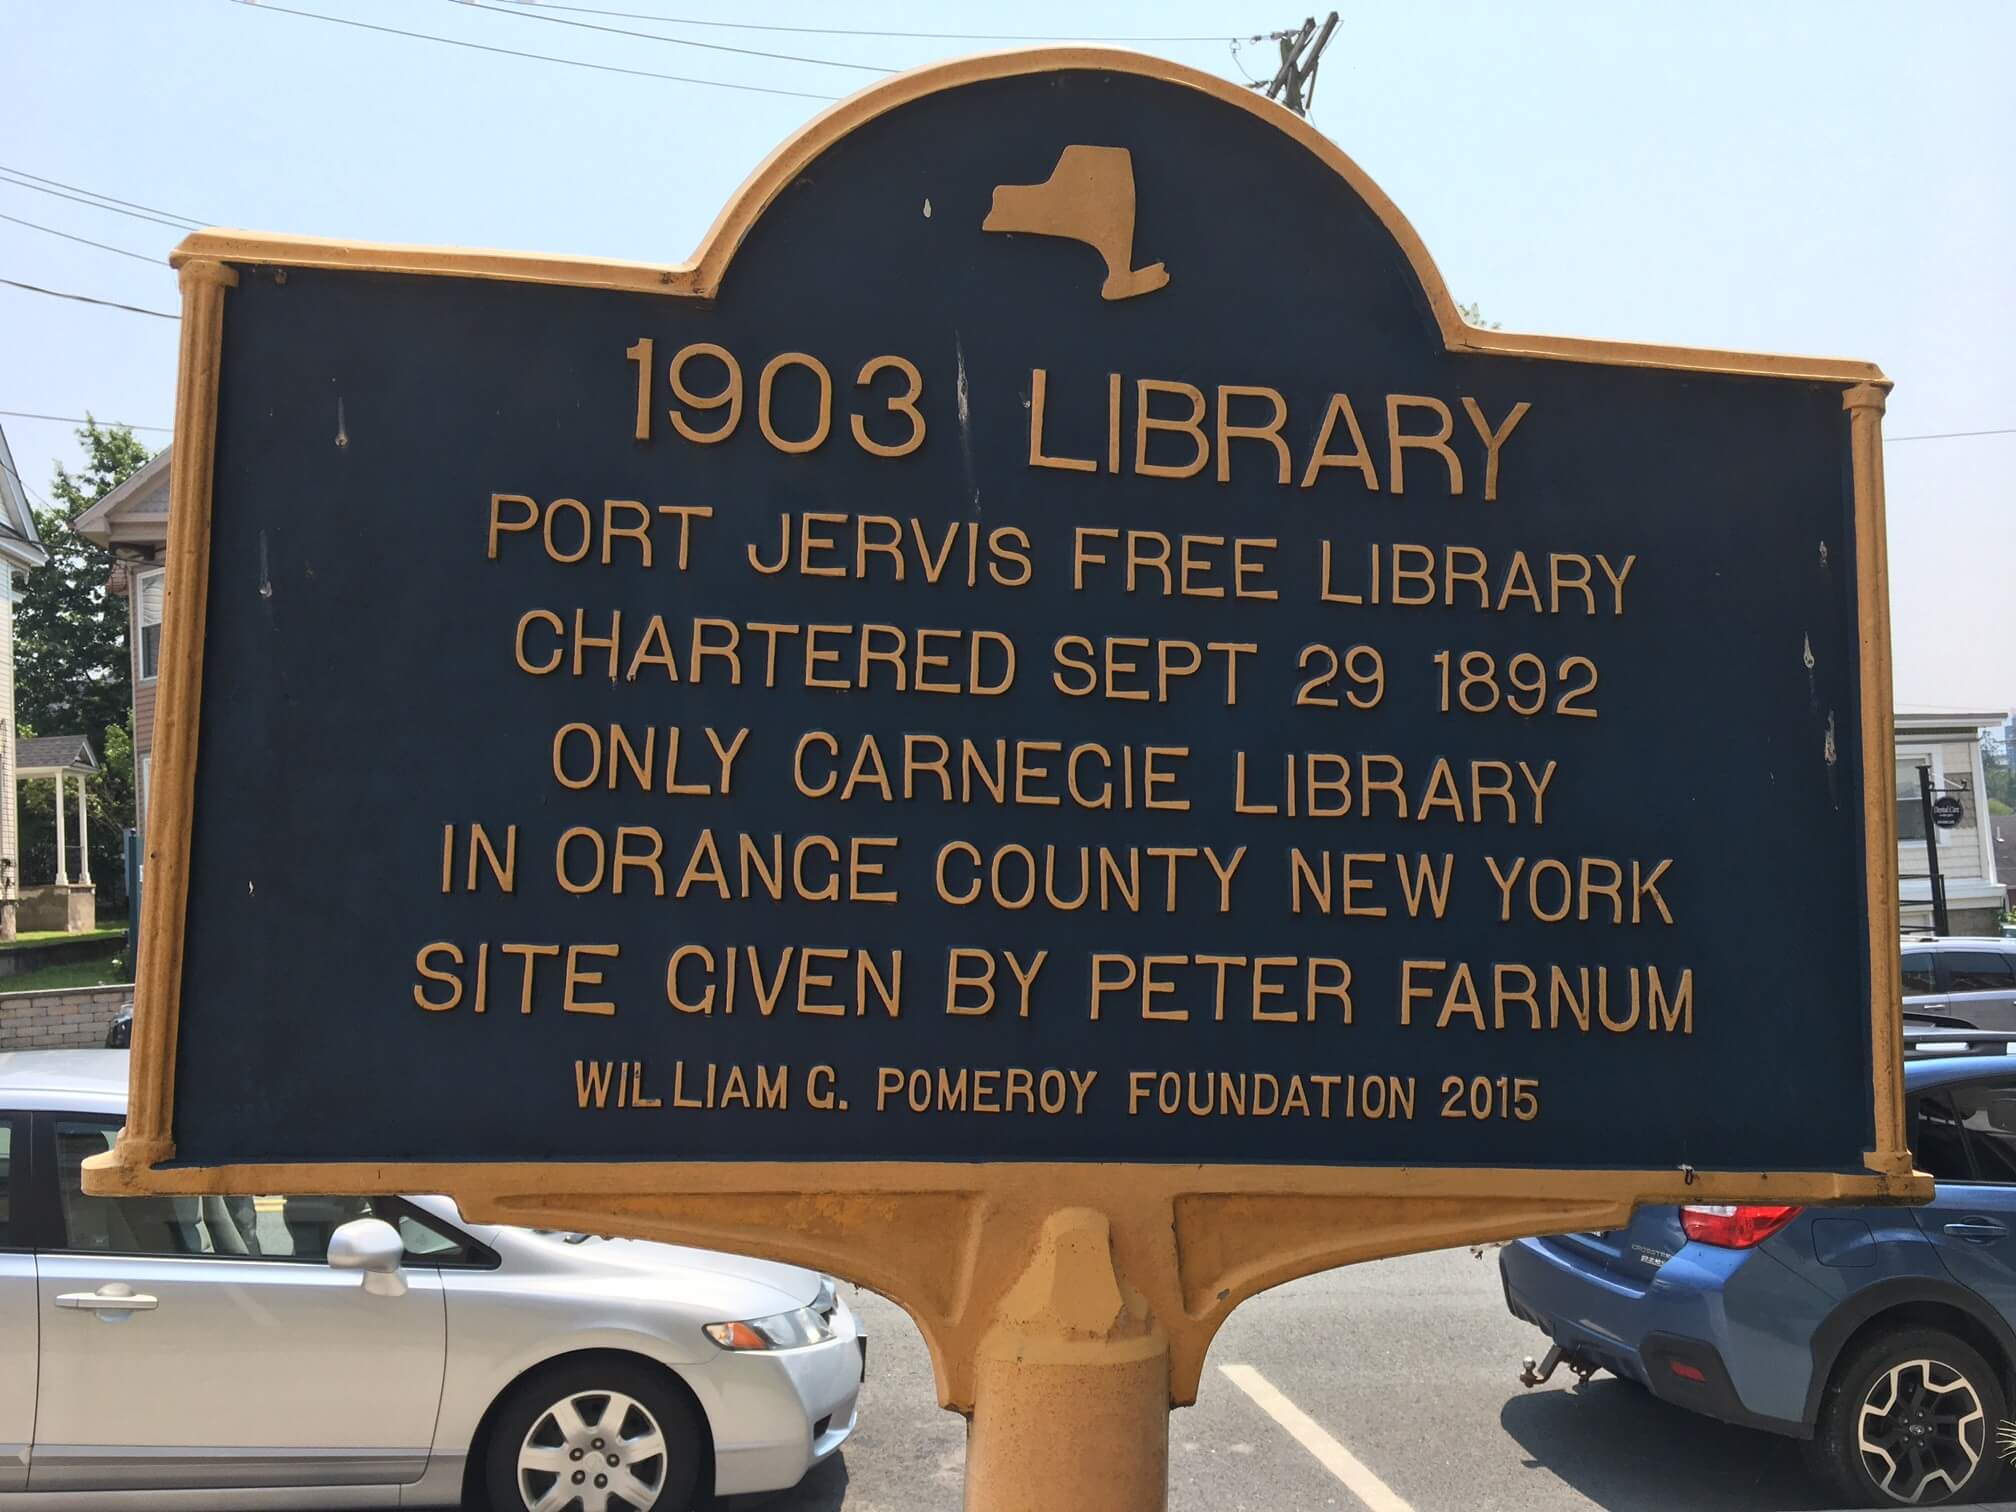 1903 LIBRARY
PORT JERVIS FREE LIBRARY
CHARTERED SEPT 29 1892
ONLY CARNEGIE LIBRARY
IN ORANGE COUNTY NEW YORK
SITE GIVEN BY PETER FARNUM
WILLIAM G. POMEROY FOUNDATION 2015